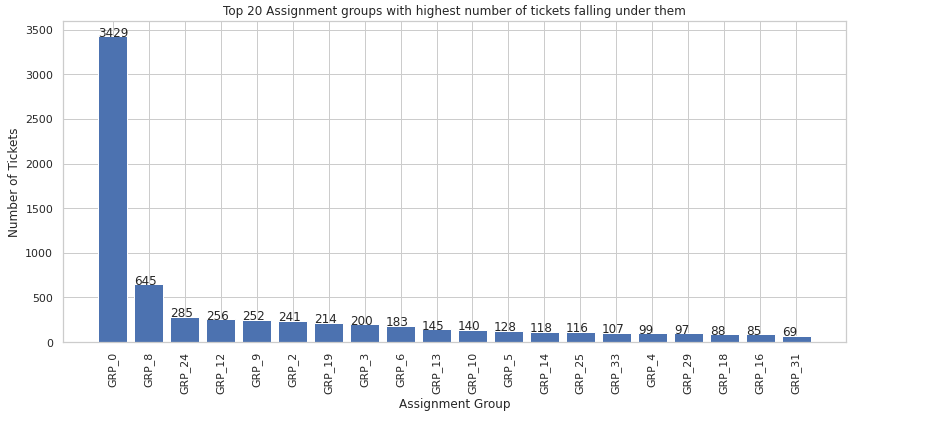 Top 20 Assignment groups with highest number of tickets falling under them
Number of Tickets
3500
3000
2500
2000
1500
1000
500
0
3429
645
285
256
252
241
214
200
183
145
140
128
118
116
107
99
97
88
85
69
GRP_0
GRP_8
GRP_24
GRP_12
GRP_9
GRP_2
GRP_19
GRP_3
GRP_6
GRP_13
GRP_10
GRP_5
GRP_14
GRP_25
GRP_33
GRP_4
GRP_29
GRP_18
GRP_16
GRP_31
Assignment Group